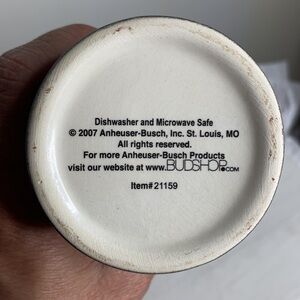 Dishwasher and Microwave Safe
© 2007 Anheuser-Busch, Inc. St. Louis, MO
All rights reserved.
For more Anheuser-Busch Products
visit our website at www.BUDSHOP.COM
Item#21159